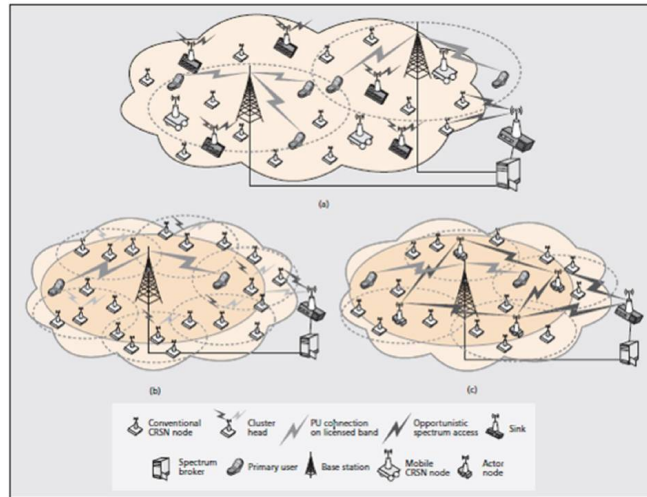 (a)
(b)
(c)
Conventional
CRSN node
Cluster
head
PU connection
on licensed band
Opportunistic
spectrum access
Sink
Spectrum
broker
Primary user
Base station
Mobile
CRSN node
Actor
node